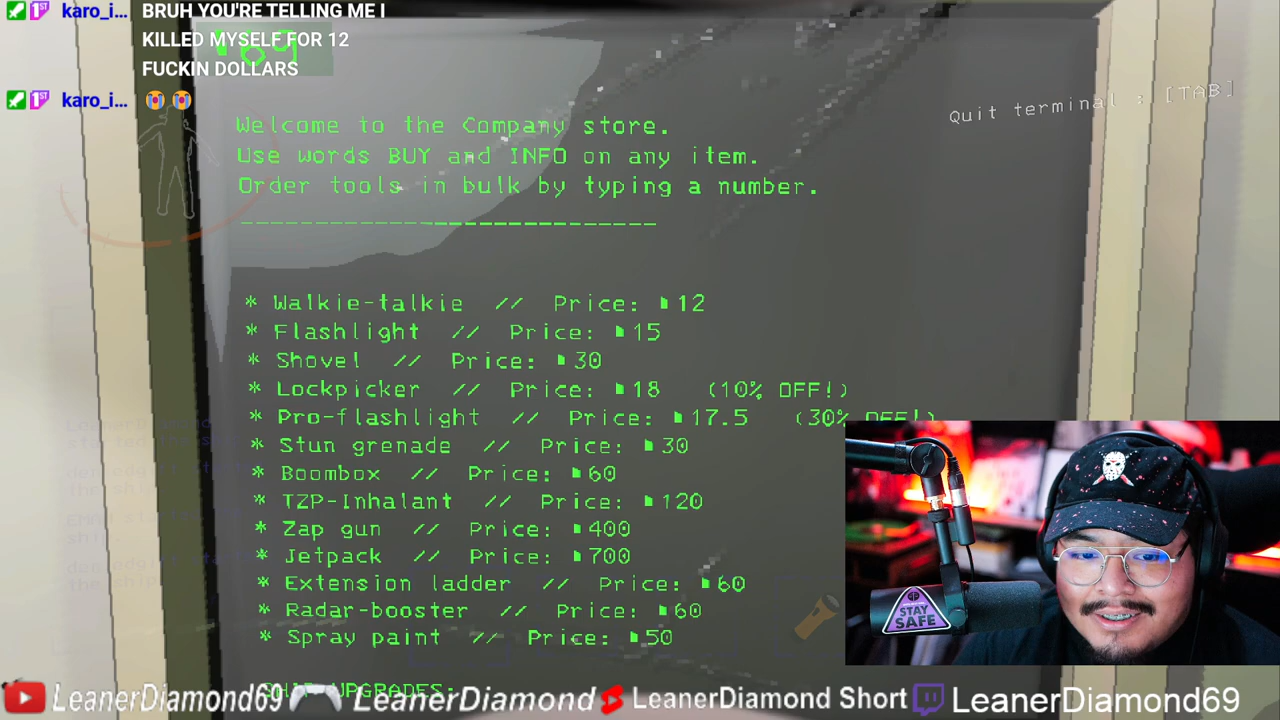 karo_i... BRUH YOU'RE TELLING ME I
KILLED MYSELF FOR 12
FUCKIN DOLLARS
karo_i...
69
Quit terminal : [TAB]
Welcome to the Company store.
Use words BUY and INFO on any item.
Order tools in bulk by typing a number.
-----------------------------
* Walkie-talkie // Price: ▮12
* Flashlight // Price: ▮15
* Shovel // Price: ▮30
* Lockpicker // Price: ▮18 (10% OFF!)
* Pro-flashlight // Price: ▮17.5 (30% OFF!)
* Stun grenade // Price: ▮30
* Boombox // Price: ▮60
* TZP-Inhalant // Price: ▮120
* Zap gun // Price: ▮400
* Jetpack // Price: ▮700
* Extension ladder // Price: ▮60
* Radar-booster // Price: ▮60
* Spray paint // Price: ▮50
SHIP UPGRADES:
STAY
SAFE
LeanerDiamond69 LeanerDiamond LeanerDiamond Short LeanerDiamond69